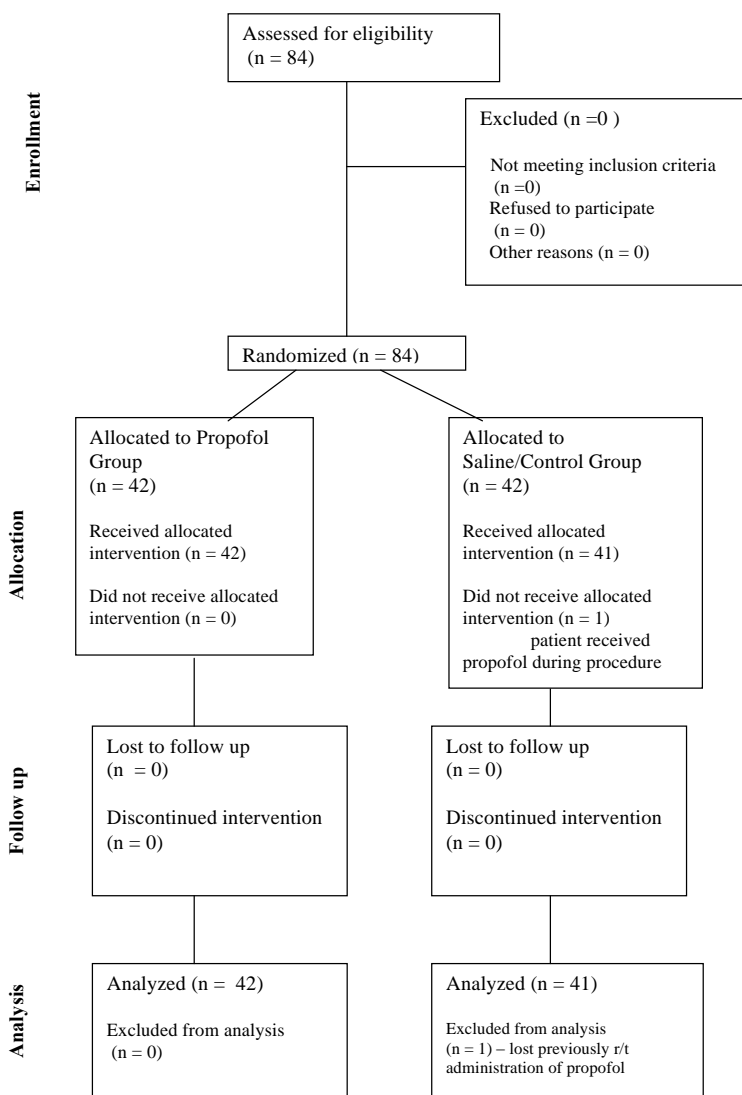 Assessed for eligibility
(n = 84)
Enrollment
Excluded (n =0 )
Not meeting inclusion criteria
(n =0)
Refused to participate
(n = 0)
Other reasons (n = 0)
Randomized (n = 84)
Allocation
Allocated to Propofol
Group
(n = 42)
Received allocated
intervention (n = 42)
Did not receive allocated
intervention (n = 0)
Allocated to
Saline/Control Group
(n = 42)
Received allocated
intervention (n = 41)
Did not receive allocated
intervention (n = 1)
patient received
propofol during procedure
Follow up
Lost to follow up
(n = 0)
Discontinued intervention
(n = 0)
Lost to follow up
(n = 0)
Discontinued intervention
(n = 0)
Analysis
Analyzed (n = 42)
Excluded from analysis
(n = 0)
Analyzed (n = 41)
Excluded from analysis
(n = 1) – lost previously r/t
administration of propofol